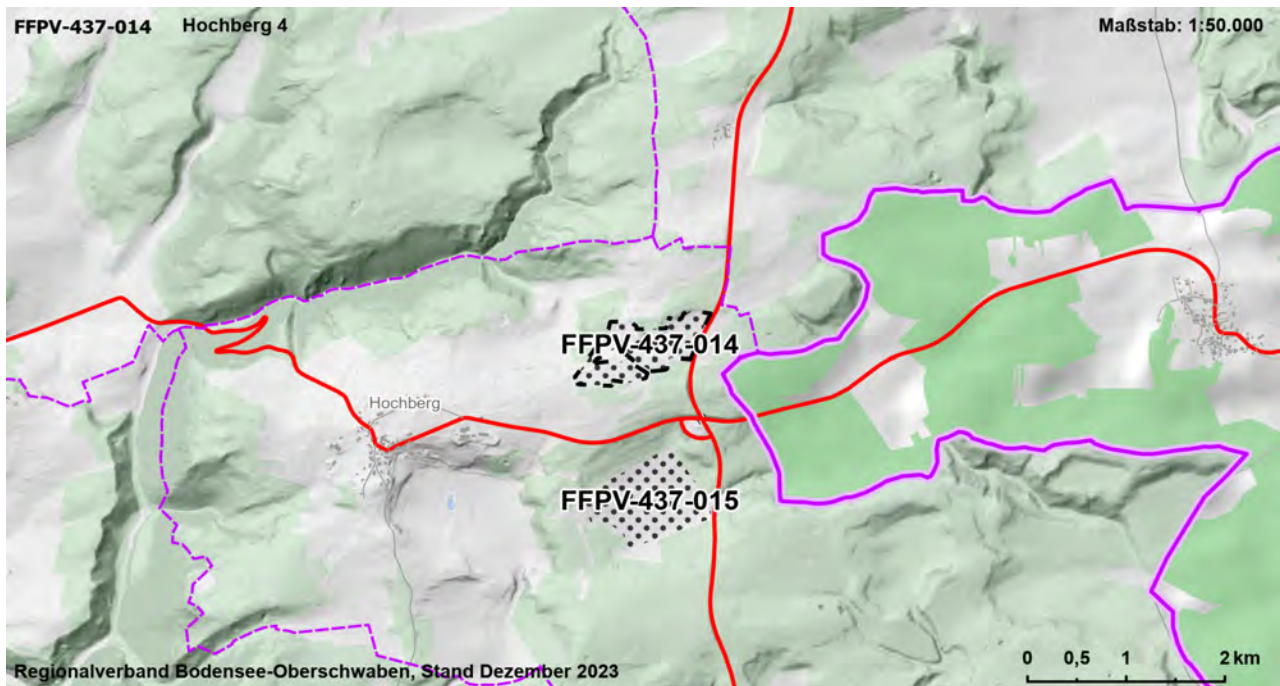 FFPV-437-014 Hochberg 4
Maßstab: 1:50.000
FFPV-437-014
Hochberg
FFPV-437-015
Regionalverband Bodensee-Oberschwaben, Stand Dezember 2023
0 0,5 1 2 km